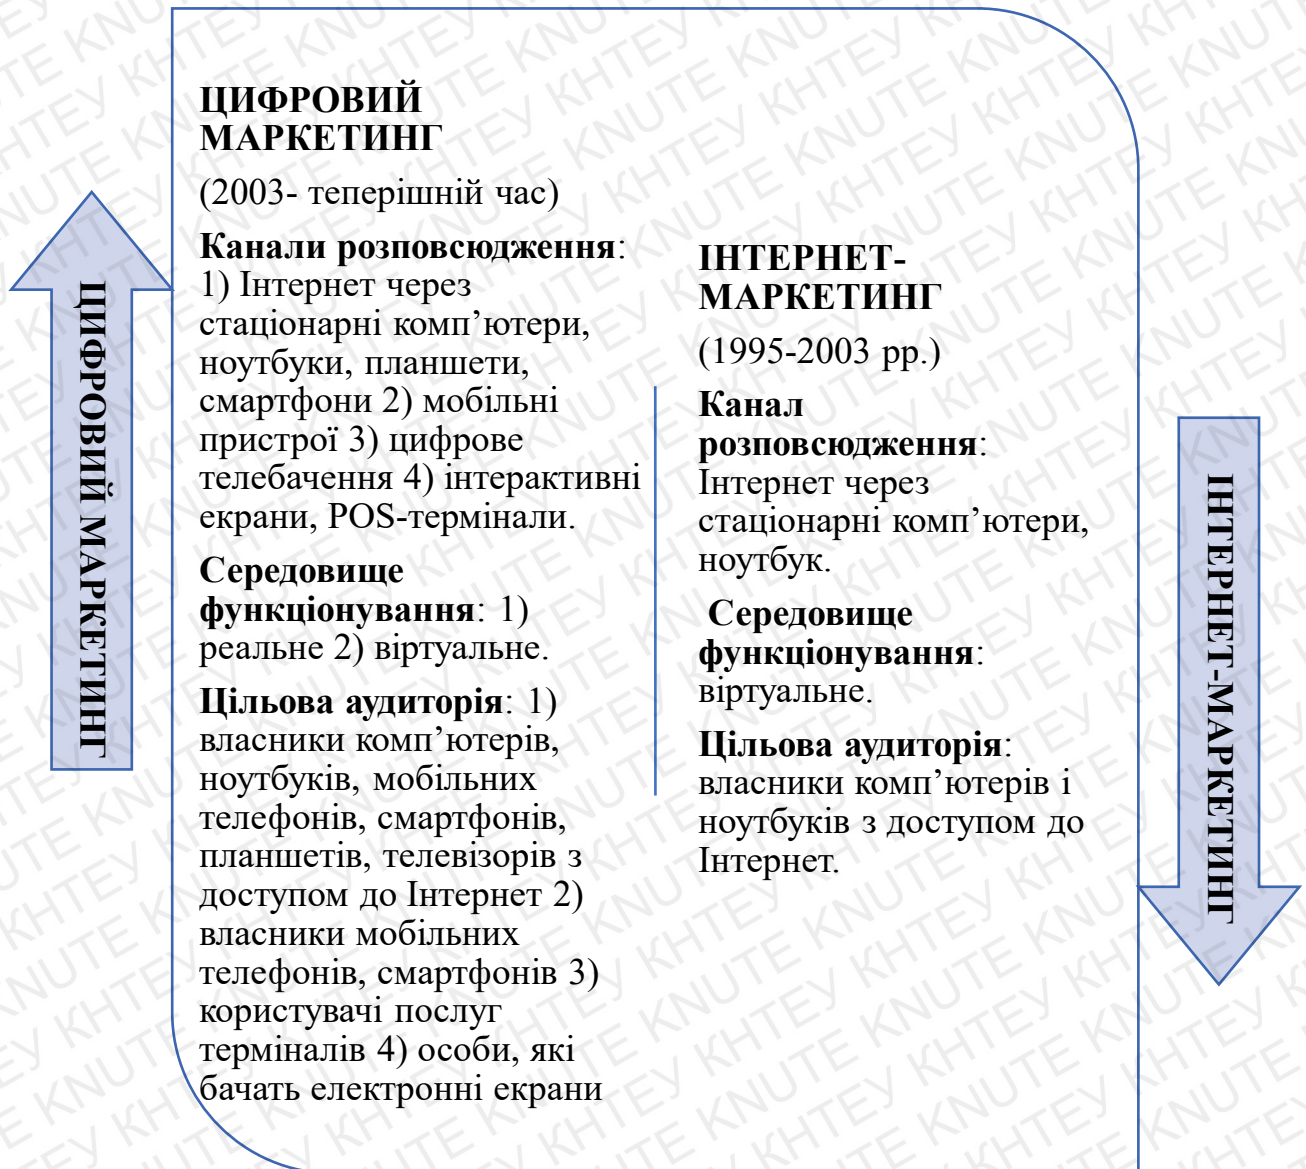 ЦИФРОВИЙ МАРКЕТИНГ
ЦИФРОВИЙ
МАРКЕТИНГ
(2003- теперішній час)
Канали розповсюдження:
1) Інтернет через
стаціонарні комп’ютери,
ноутбуки, планшети,
смартфони 2) мобільні
пристрої 3) цифрове
телебачення 4) інтерактивні
екрани, POS-термінали.
Середовище
функціонування: 1)
реальне 2) віртуальне.
Цільова аудиторія: 1)
власники комп’ютерів,
ноутбуків, мобільних
телефонів, смартфонів,
планшетів, телевізорів з
доступом до Інтернет 2)
власники мобільних
телефонів, смартфонів 3)
користувачі послуг
терміналів 4) особи, які
бачать електронні екрани
ІНТЕРНЕТ-
МАРКЕТИНГ
(1995-2003 рр.)
Канал
розповсюдження:
Інтернет через
стаціонарні комп’ютери,
ноутбук.
Середовище
функціонування:
віртуальне.
Цільова аудиторія:
власники комп’ютерів і
ноутбуків з доступом до
Інтернет.
ІНТЕРНЕТ-МАРКЕТИНГ
KNUTE КНТЕУ